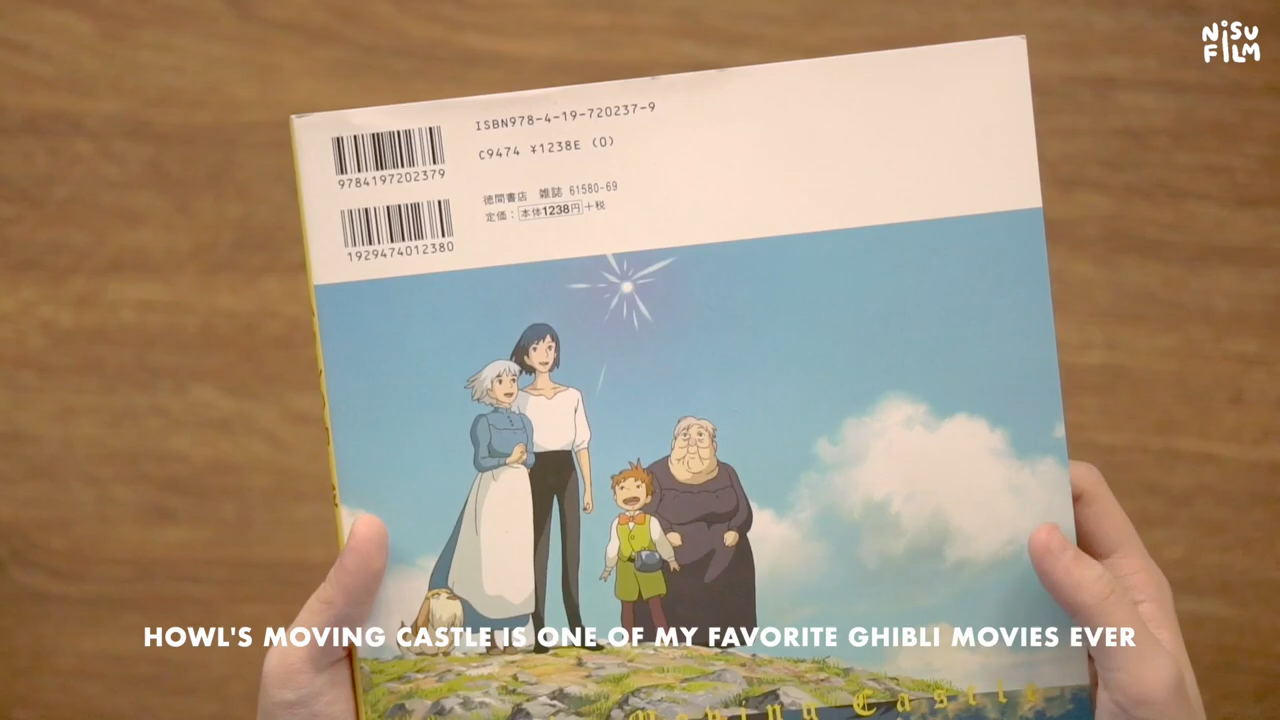 NiSU
FILM
ISBN978-4-19-720237-9
C9474 ¥1238E (0)
9784197202379
徳間書店 雑誌 61580-69
定価：本体1238円+税
1929474012380
HOWL'S MOVING CASTLE IS ONE OF MY FAVORITE GHIBLI MOVIES EVER
Moving Castle